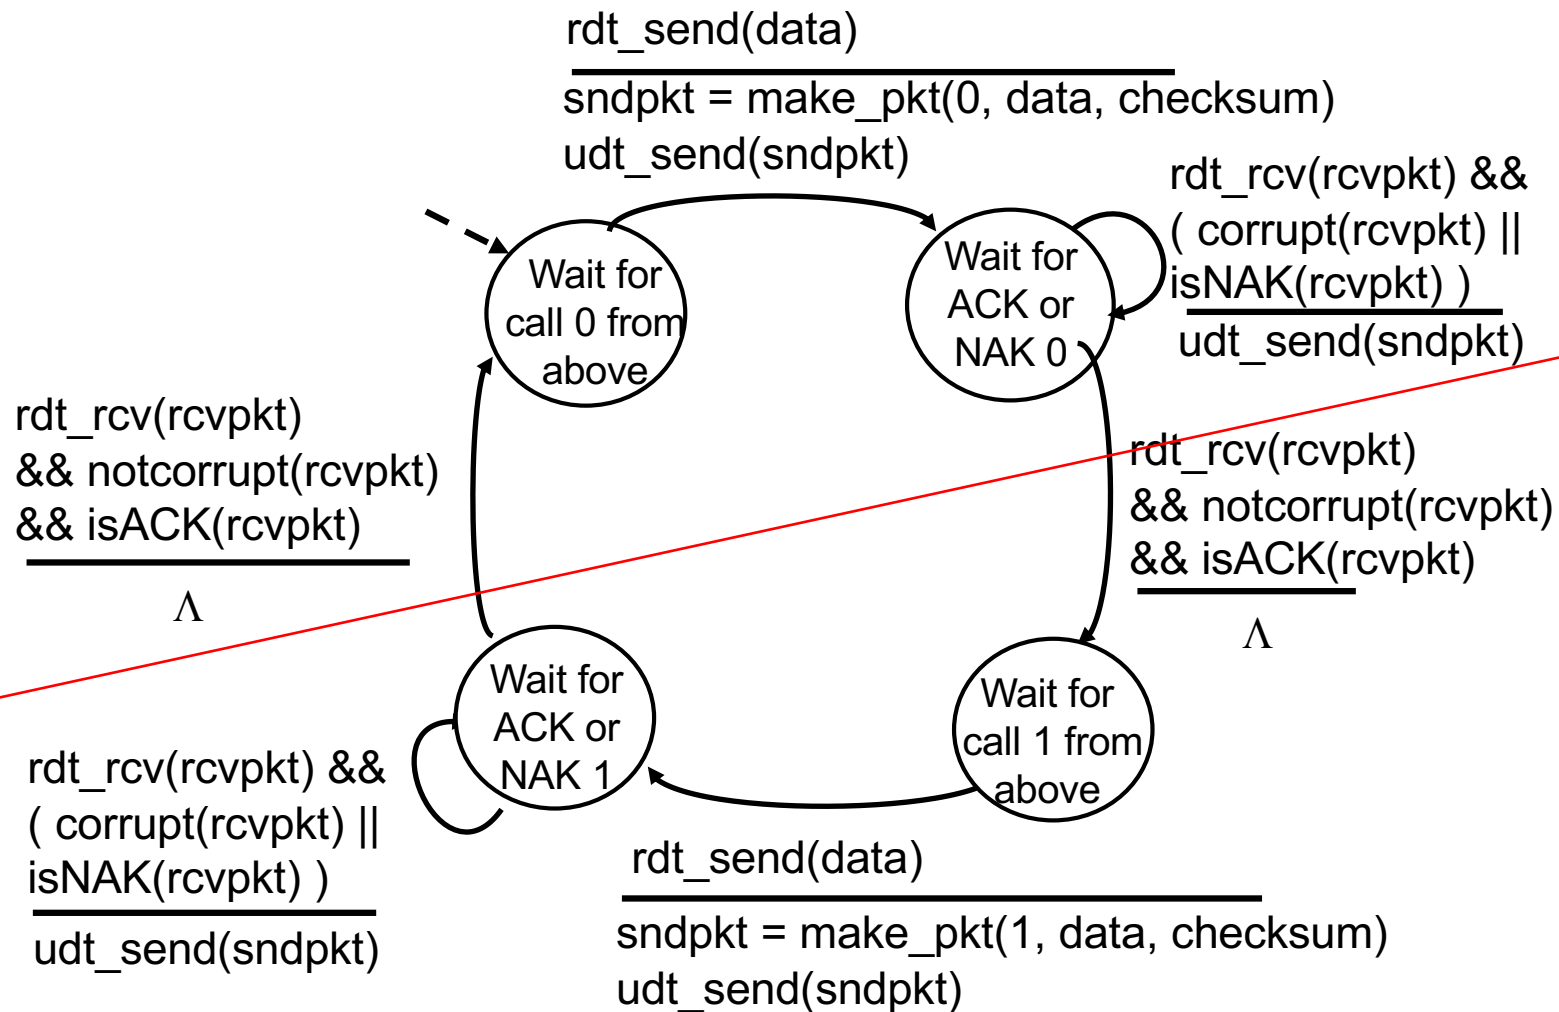 rdt_send(data)
sndpkt = make_pkt(0, data, checksum)
udt_send(sndpkt)
rdt_rcv(rcvpkt) &&
( corrupt(rcvpkt) ||
isNAK(rcvpkt) )
udt_send(sndpkt)
Wait for
call 0 from
above
Wait for
ACK or
NAK 0
rdt_rcv(rcvpkt)
&& notcorrupt(rcvpkt)
&& isACK(rcvpkt)
Λ
rdt_rcv(rcvpkt)
&& notcorrupt(rcvpkt)
&& isACK(rcvpkt)
Λ
Wait for
ACK or
NAK 1
Wait for
call 1 from
above
rdt_rcv(rcvpkt) &&
( corrupt(rcvpkt) ||
isNAK(rcvpkt) )
udt_send(sndpkt)
rdt_send(data)
sndpkt = make_pkt(1, data, checksum)
udt_send(sndpkt)